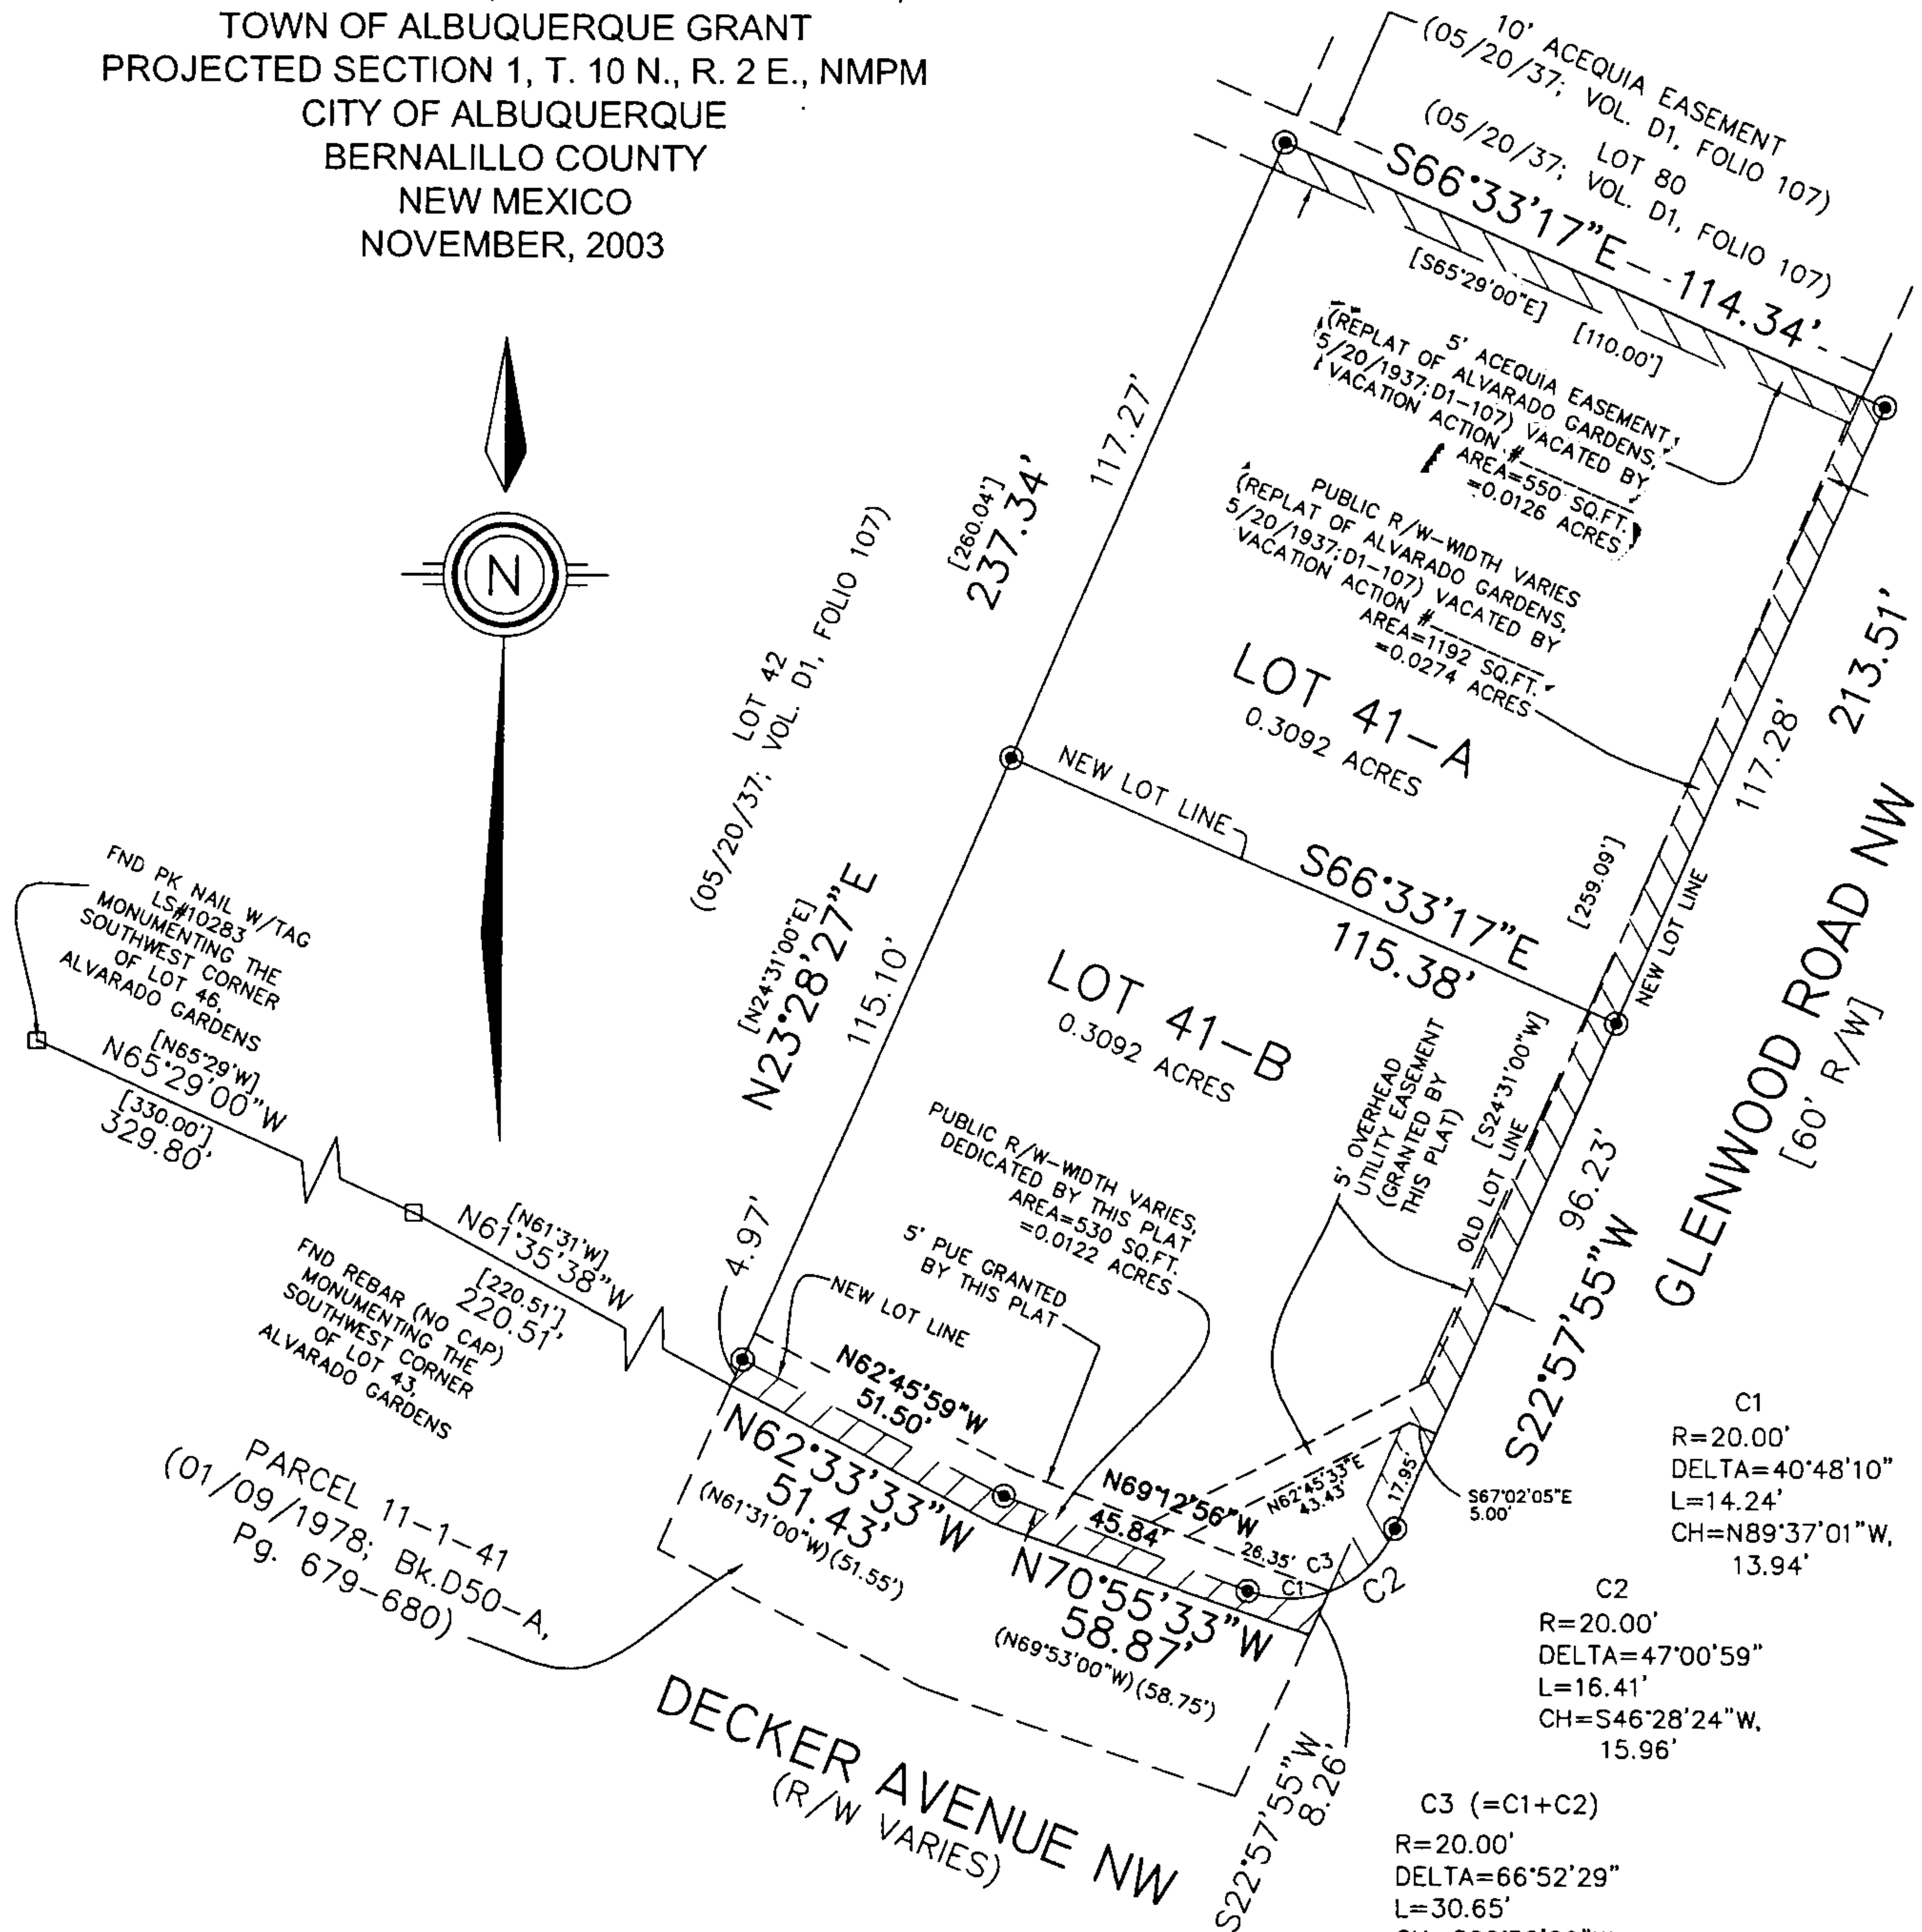 TOWN OF ALBUQUERQUE GRANT
PROJECTED SECTION 1, T. 10 N., R. 2 E., NMPM
CITY OF ALBUQUERQUE
BERNALILLO COUNTY
NEW MEXICO
NOVEMBER, 2003
10' ACEQUIA EASEMENT
(05/20/37; VOL. D1, FOLIO 107)
LOT 80
(05/20/37; VOL. D1, FOLIO 107)
S66°33'17"E
114.34'
[S65°29'00"E]
[110.00']
5' ACEQUIA EASEMENT
(REPLAT OF ALVARADO GARDENS,
5/20/1937;D1-107) VACATED BY
VACATION ACTION #
AREA=550 SQ.FT.
=0.0126 ACRES
PUBLIC R/W-WIDTH VARIES
(REPLAT OF ALVARADO GARDENS,
5/20/1937;D1-107) VACATED BY
VACATION ACTION #
AREA=1192 SQ.FT.
=0.0274 ACRES
117.27'
[260.04']
237.34'
N
LOT 42
(05/20/37; VOL. D1, FOLIO 107)
LOT 41-A
0.3092 ACRES
213.51'
117.28'
NEW LOT LINE
S66°33'17"E
115.38'
[259.09']
NEW LOT LINE
GLENWOOD ROAD NW
[60' R/W]
FND PK NAIL W/TAG
LS#10283
MONUMENTING THE
SOUTHWEST CORNER
OF LOT 46,
ALVARADO GARDENS
[N65°29'W]
N65°29'00"W
[330.00']
329.80'
[N24°31'00"E]
N23°28'27"E
115.10'
LOT 41-B
0.3092 ACRES
5' OVERHEAD
UTILITY EASEMENT
(GRANTED BY
THIS PLAT)
[S24°31'00"W]
OLD LOT LINE
96.23'
S22°57'55"W
PUBLIC R/W-WIDTH VARIES,
DEDICATED BY THIS PLAT
AREA=530 SQ.FT.
=0.0122 ACRES
5' PUE GRANTED
BY THIS PLAT
NEW LOT LINE
4.97'
[N61°31'W]
N61°35'38"W
[220.51']
220.51'
FND REBAR (NO CAP)
MONUMENTING THE
SOUTHWEST CORNER
OF LOT 43,
ALVARADO GARDENS
N62°45'59"W
51.50'
N62°33'33"W
51.43'
(N61°31'00"W)(51.55')
N69°12'56"W
45.84'
N62°45'33"E
43.43'
17.95'
S67°02'05"E
5.00'
26.35'
C3
C1
C2
N70°55'33"W
58.87'
(N69°53'00"W)(58.75')
PARCEL 11-1-41
(01/09/1978; Bk.D50-A,
Pg. 679-680)
DECKER AVENUE NW
(R/W VARIES)
S22°57'55"W
8.26'
C1
R=20.00'
DELTA=40°48'10"
L=14.24'
CH=N89°37'01"W,
13.94'
C2
R=20.00'
DELTA=47°00'59"
L=16.41'
CH=S46°28'24"W,
15.96'
C3 (=C1+C2)
R=20.00'
DELTA=66°52'29"
L=30.65'